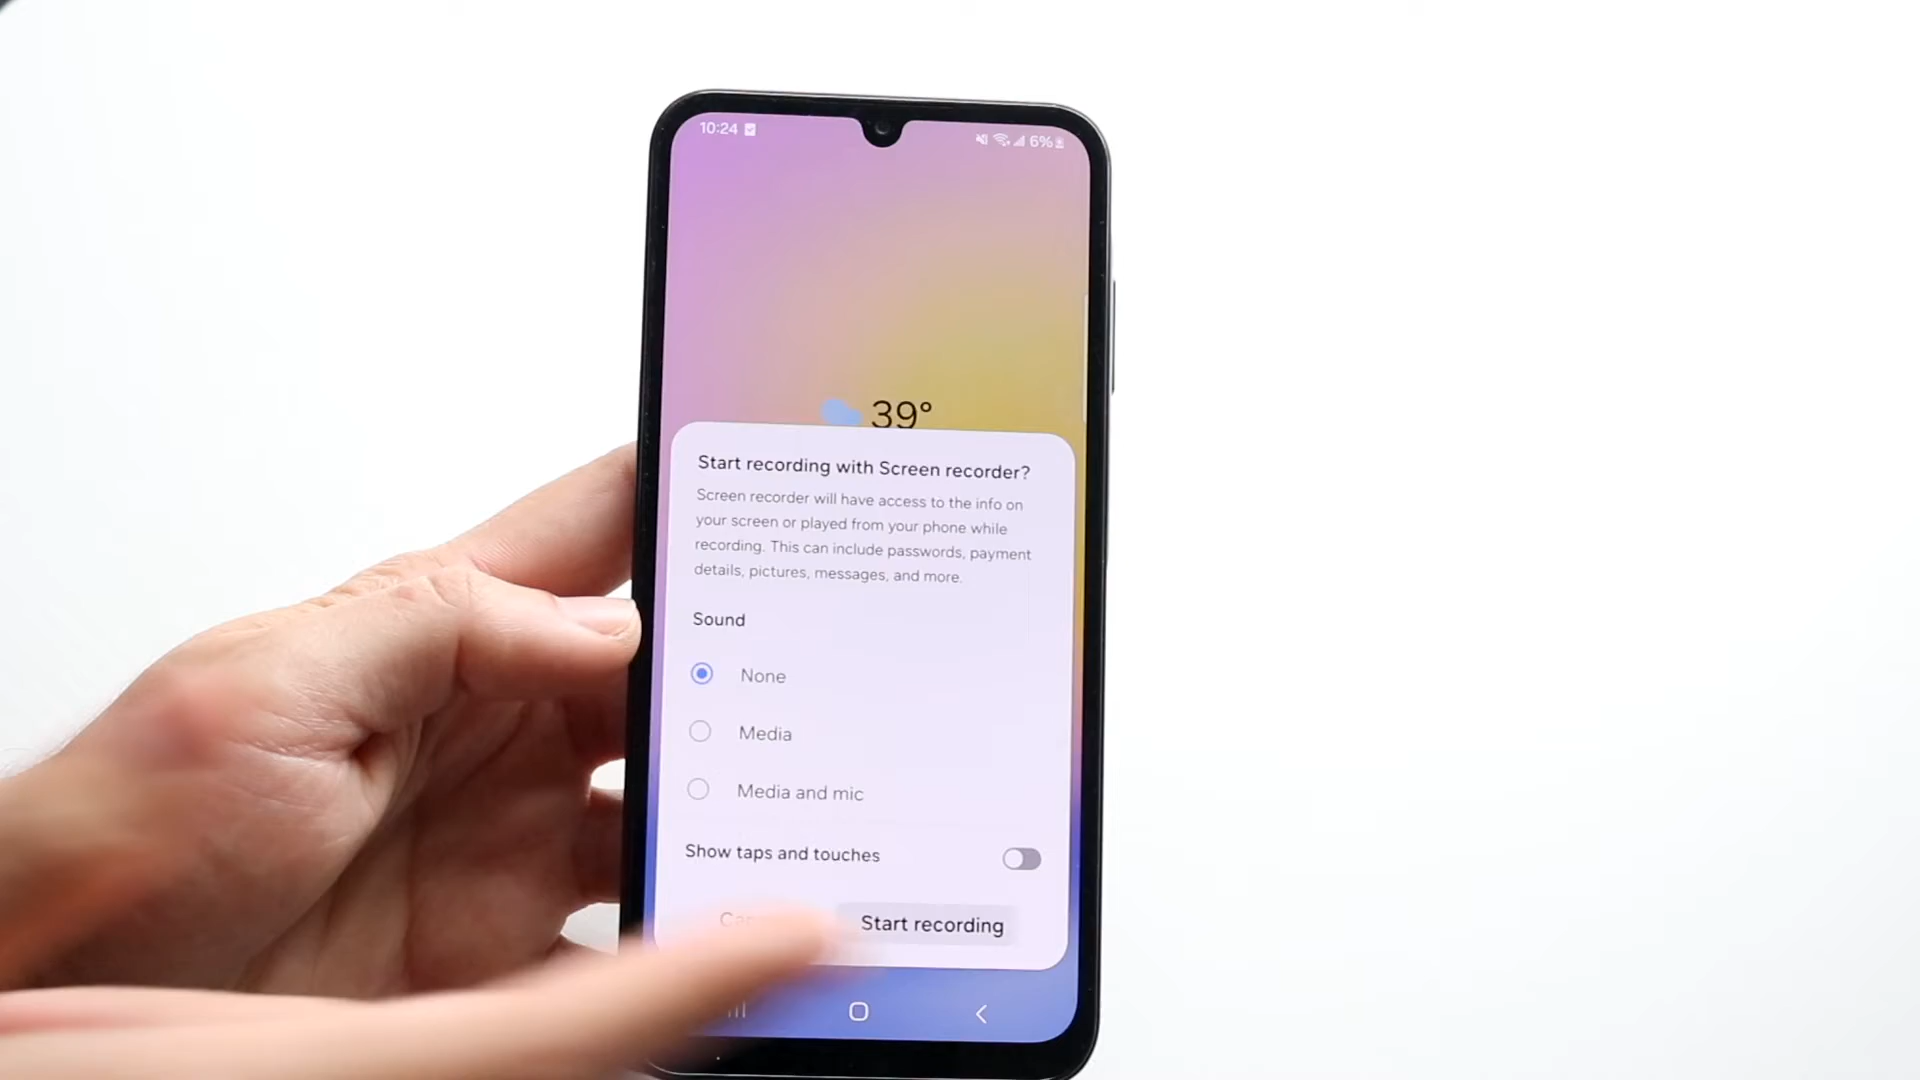 10:24
6%
39°
Start recording with Screen recorder?
Screen recorder will have access to the info on
your screen or played from your phone while
recording. This can include passwords, payment
details, pictures, messages, and more.
Sound
None
Media
Media and mic
Show taps and touches
Start recording